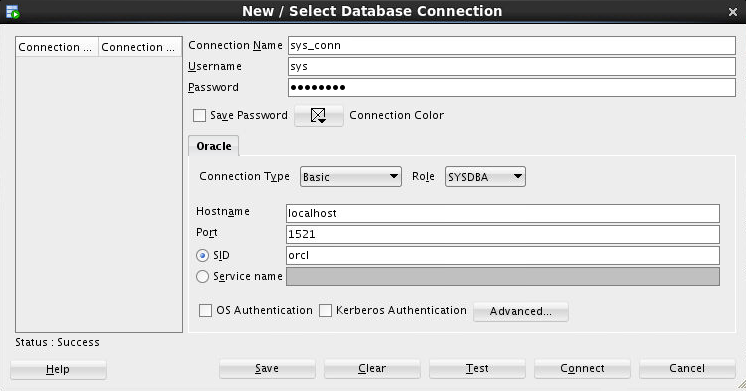 New / Select Database Connection
Connection ... Connection ...
Connection Name sys_conn
Username sys
Password ●●●●●●●●
Save Password Connection Color
Oracle
Connection Type Basic Role SYSDBA
Hostname localhost
Port 1521
SID orcl
Service name
OS Authentication Kerberos Authentication Advanced...
Status : Success
Help Save Clear Test Connect Cancel